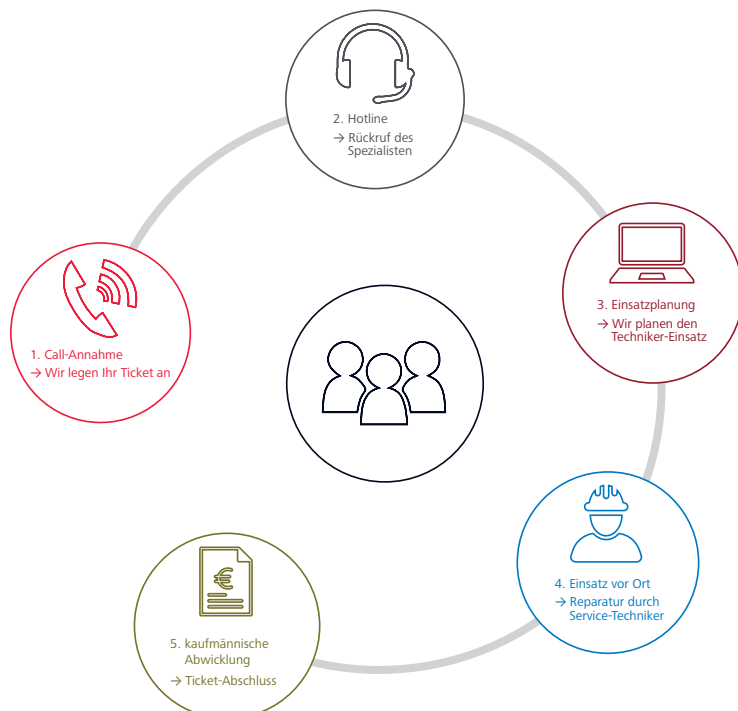 1. Call-Annahme
→ Wir legen Ihr Ticket an
2. Hotline
→ Rückruf des
Spezialisten
3. Einsatzplanung
→ Wir planen den
Techniker-Einsatz
4. Einsatz vor Ort
→ Reparatur durch
Service-Techniker
€
5. kaufmännische
Abwicklung
→ Ticket-Abschluss